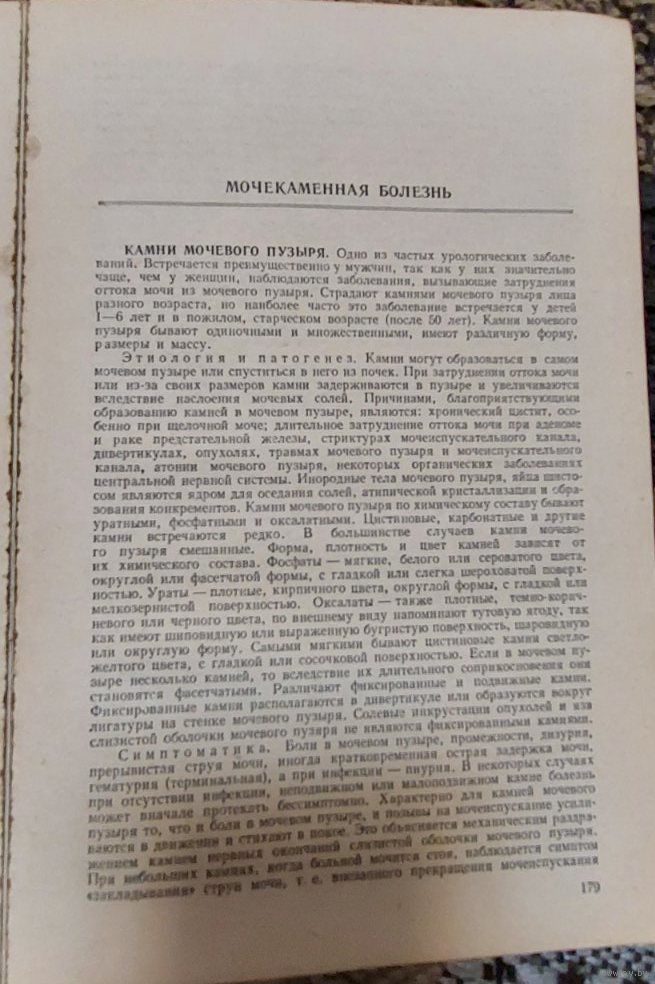 МОЧЕКАМЕННАЯ БОЛЕЗНЬ
КАМНИ МОЧЕВОГО ПУЗЫРЯ. Одно из частых урологических заболе-
ваний. Встречается преимущественно у мужчин, так как у них значительно
чаще, чем у женщин, наблюдаются заболевания, вызывающие затруднения
оттока мочи из мочевого пузыря. Страдают камнями мочевого пузыря лица
разного возраста, но наиболее часто это заболевание встречается у детей
1—6 лет и в пожилом, старческом возрасте (после 50 лет). Камни мочевого
пузыря бывают одиночными и множественными, имеют различную форму,
размеры и массу.
Этиология и патогенез. Камни могут образоваться в самом
мочевом пузыре или спуститься в него из почек. При затруднении оттока мочи
или из-за своих размеров камни задерживаются в пузыре и увеличиваются
вследствие наслоения мочевых солей. Причинами, благоприятствующими
образованию камней в мочевом пузыре, являются: хронический цистит, осо-
бенно при щелочной моче; длительное затруднение оттока мочи при аденоме
и раке предстательной железы, стриктурах мочеиспускательного канала,
дивертикулах, опухолях, травмах мочевого пузыря и мочеиспускательного
канала, атонии мочевого пузыря, некоторых органических заболеваниях
центральной нервной системы. Инородные тела мочевого пузыря, яйца шисто-
сом являются ядром для оседания солей, атипической кристаллизации и обра-
зования конкрементов. Камни мочевого пузыря по химическому составу бывают
уратными, фосфатными и оксалатными. Цистиновые, карбонатные и другие
камни встречаются редко. В большинстве случаев камни мочево-
го пузыря смешанные. Форма, плотность и цвет камней зависят от
их химического состава. Фосфаты — мягкие, белого или сероватого цвета,
округлой или фасетчатой формы, с гладкой или слегка шероховатой поверх-
ностью. Ураты — плотные, кирпичного цвета, округлой формы, с гладкой или
мелкозернистой поверхностью. Оксалаты — также плотные, темно-корич-
невого или черного цвета, по внешнему виду напоминают тутовую ягоду, так
как имеют шиповидную или выраженную бугристую поверхность, шаровидную
или округлую форму. Самыми мягкими бывают цистиновые камни светло-
желтого цвета, с гладкой или сосочковой поверхностью. Если в мочевом пу-
зыре несколько камней, то вследствие их длительного соприкосновения они
становятся фасетчатыми. Различают фиксированные и подвижные камни.
Фиксированные камни располагаются в дивертикуле или образуются вокруг
лигатуры на стенке мочевого пузыря. Солевые инкрустации опухолей и язв
слизистой оболочки мочевого пузыря не являются фиксированными камнями.
Симптоматика. Боли в мочевом пузыре, промежности, дизурия,
прерывистая струя мочи, иногда кратковременная острая задержка мочи,
гематурия (терминальная), а при инфекции — пиурия. В некоторых случаях
при отсутствии инфекции, неподвижном или малоподвижном камне болезнь
может вначале протекать бессимптомно. Характерно для камней мочевого
пузыря то, что и боли в мочевом пузыре, и позывы на мочеиспускание усили-
ваются в движении и стихают в покое. Это объясняется механическим раздра-
жением камнем нервных окончаний слизистой оболочки мочевого пузыря.
При небольших камнях, когда больной мочится стоя, наблюдается симптом
«закладывания» струи мочи, т. е. внезапного прекращения мочеиспускания
179